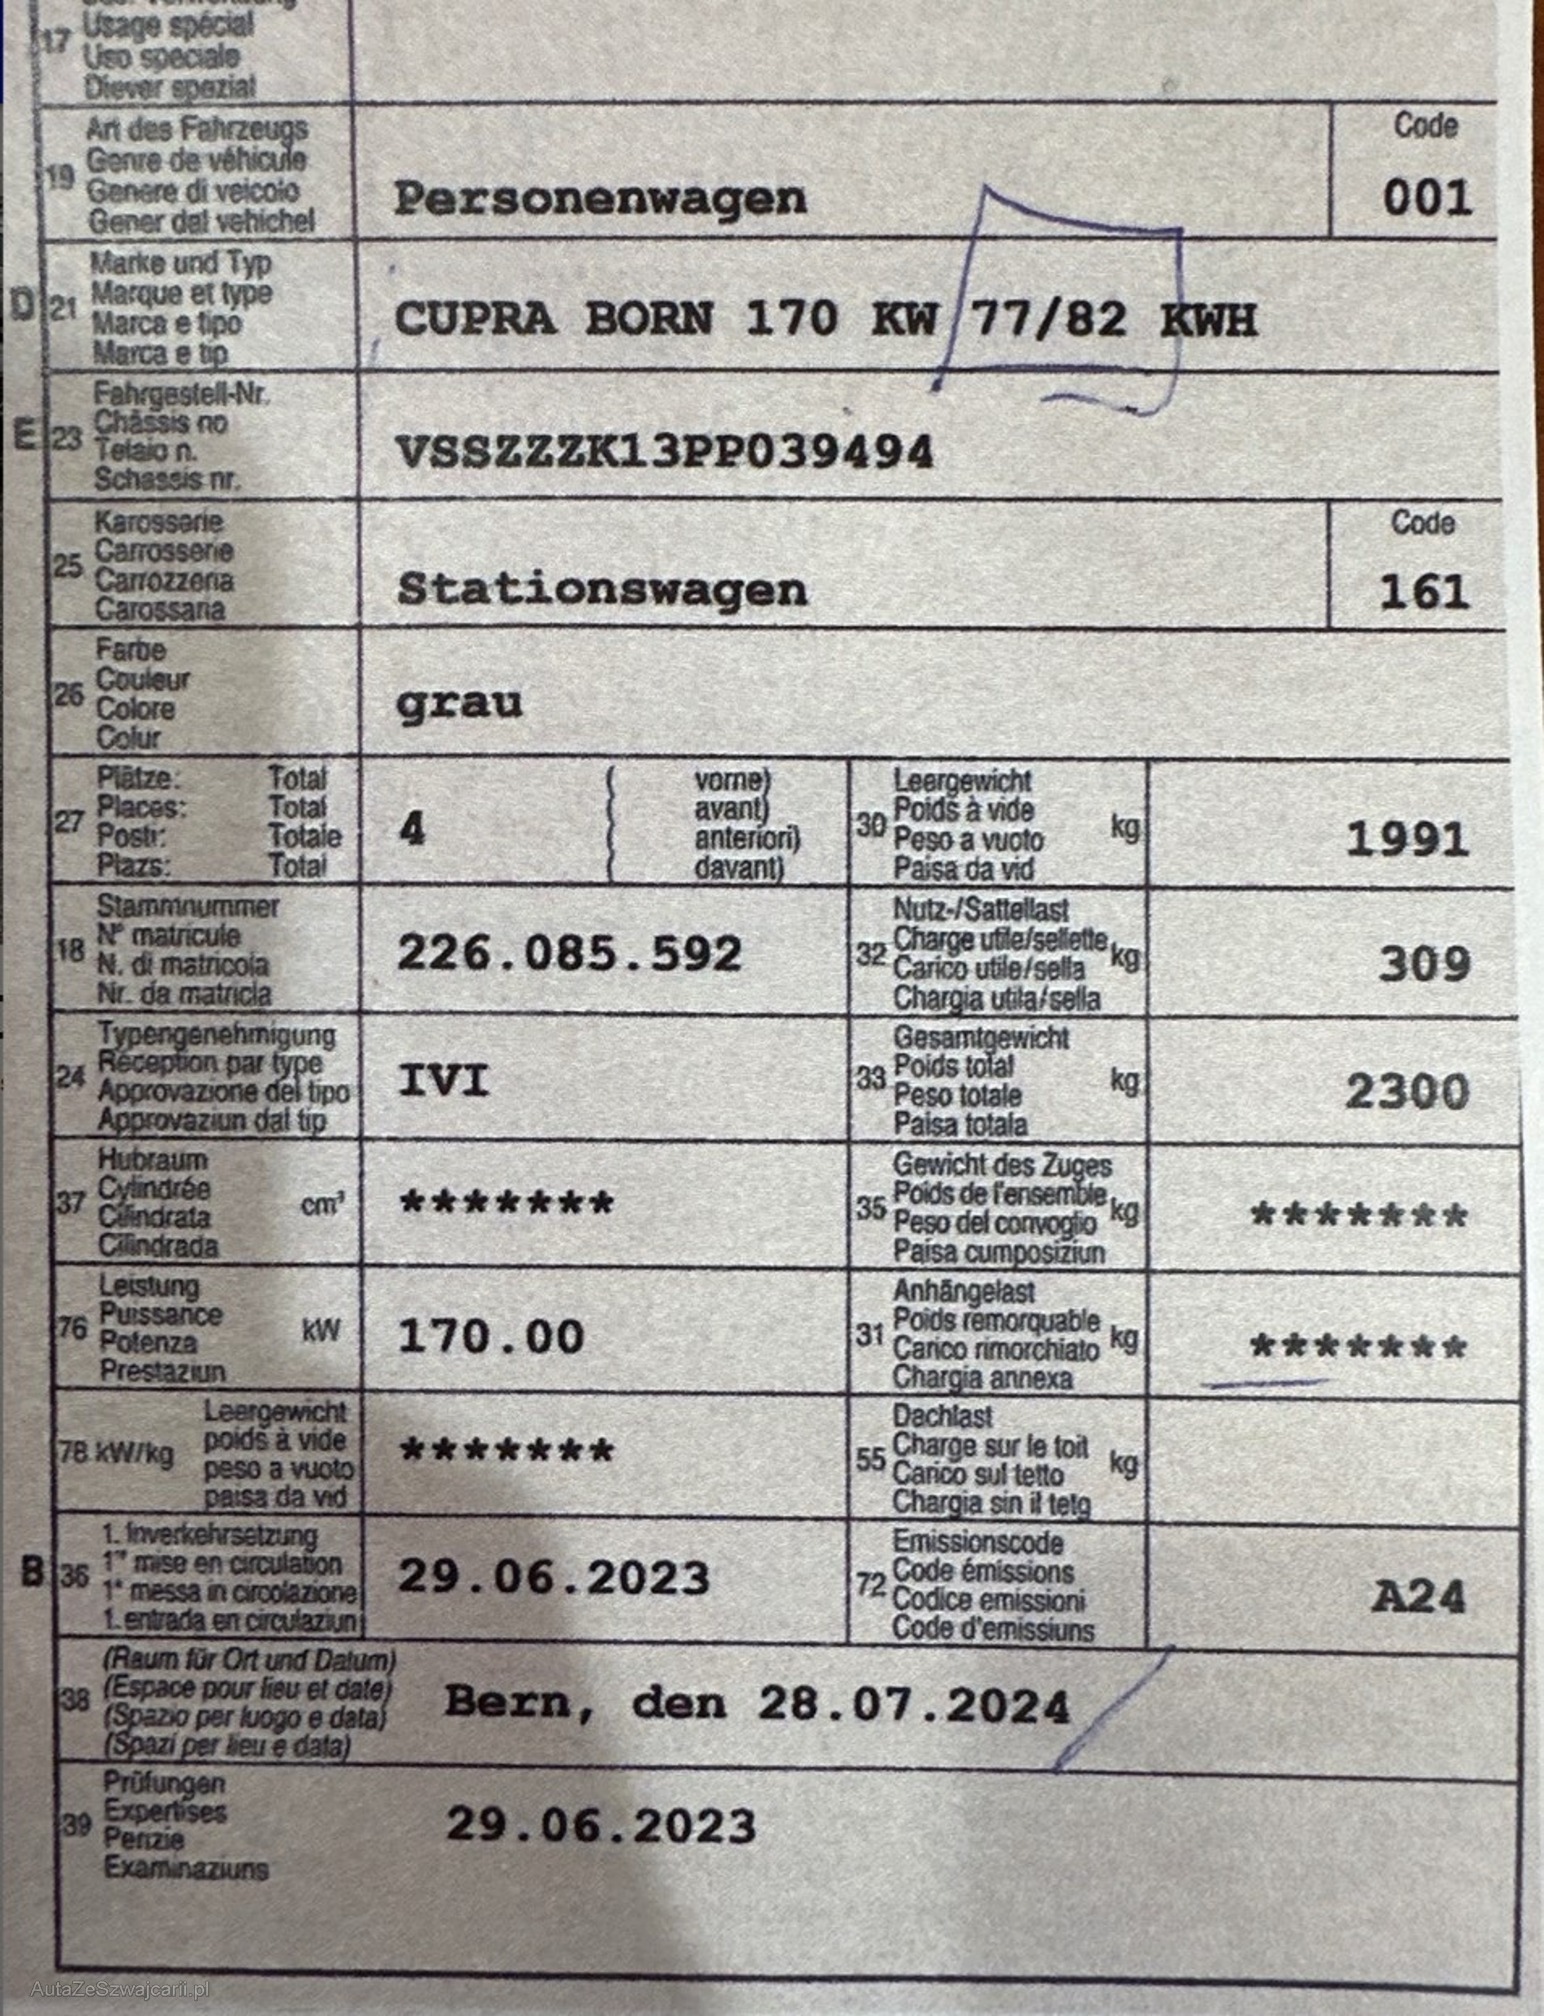 17 Usage spécial
Uso speciale
Diever spezial
19 Art des Fahrzeugs
Genre de véhicule
Genere di veicolo
Gener dal vehichel
Personenwagen
Code
001
D 21 Marke und Typ
Marque et type
Marca e tipo
Marca e tip
CUPRA BORN 170 KW 77/82 KWH
E 23 Fahrgestell-Nr.
Châssis no
Telaio n.
Schassis nr.
VSSZZZK13PP039494
25 Karosserie
Carrosserie
Carrozzeria
Carossaria
Stationswagen
Code
161
26 Farbe
Couleur
Colore
Colur
grau
27 Plätze: Total
Places: Total
Posti: Totale
Plazs: Total
4
( vorne)
( avant)
( anteriori)
( davant)
30 Leergewicht
Poids à vide
Peso a vuoto
Paisa da vid
kg
1991
18 Stammnummer
N° matricule
N. di matricola
Nr. da matricla
226.085.592
32 Nutz-/Sattellast
Charge utile/sellette
Carico utile/sella
Chargia utila/sella
kg
309
24 Typengenehmigung
Réception par type
Approvazione del tipo
Approvaziun dal tip
IVI
33 Gesamtgewicht
Poids total
Peso totale
Paisa totala
kg
2300
37 Hubraum
Cylindrée
Cilindrata
Cilindrada
cm³
*******
35 Gewicht des Zuges
Poids de l'ensemble
Peso del convoglio
Paisa cumposiziun
kg
*******
76 Leistung
Puissance
Potenza
Prestaziun
kW
170.00
31 Anhängelast
Poids remorquable
Carico rimorchiato
Chargia annexa
kg
*******
78 kW/kg
Leergewicht
poids à vide
peso a vuoto
paisa da vid
*******
55 Dachlast
Charge sur le toit
Carico sul tetto
Chargia sin il tetg
kg
B 36 1. Inverkehrsetzung
1re mise en circulation
1a messa in circolazione
1. entrada en circulaziun
29.06.2023
72 Emissionscode
Code émissions
Codice emissioni
Code d'emissiuns
A24
38 (Raum für Ort und Datum)
(Espace pour lieu et date)
(Spazio per luogo e data)
(Spazi per lieu e data)
Bern, den 28.07.2024
39 Prüfungen
Expertises
Perizie
Examinaziuns
29.06.2023
AutaZeSzwajcarii.pl